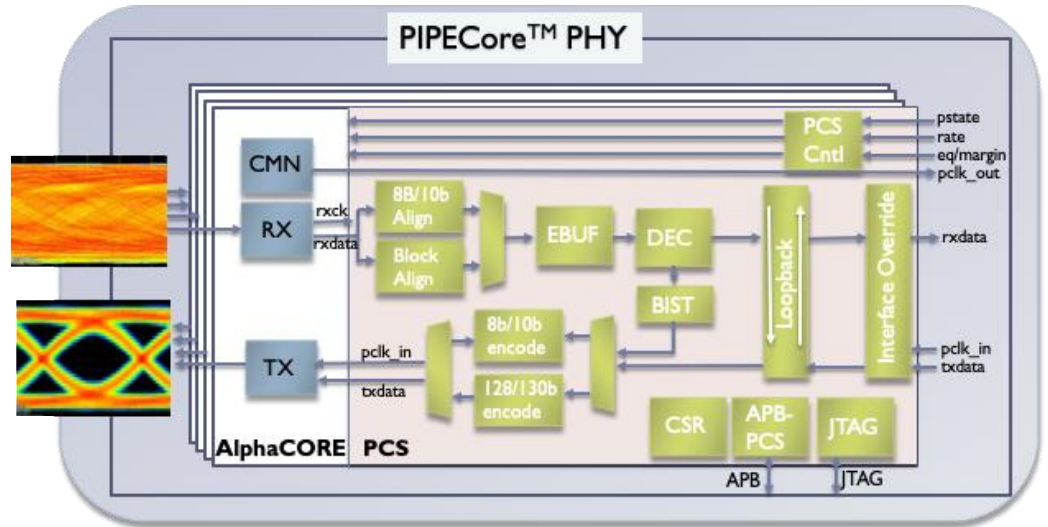 PIPECore™ PHY
PCS
Cntl
pstate
rate
eq/margin
pclk_out
CMN
RX
rxck
rxdata
8B/10b
Align
Block
Align
EBUF
DEC
BIST
Loopback
Interface Override
rxdata
pclk_in
txdata
TX
pclk_in
txdata
8b/10b
encode
128/130b
encode
CSR
APB-
PCS
JTAG
AlphaCORE
PCS
APB
JTAG